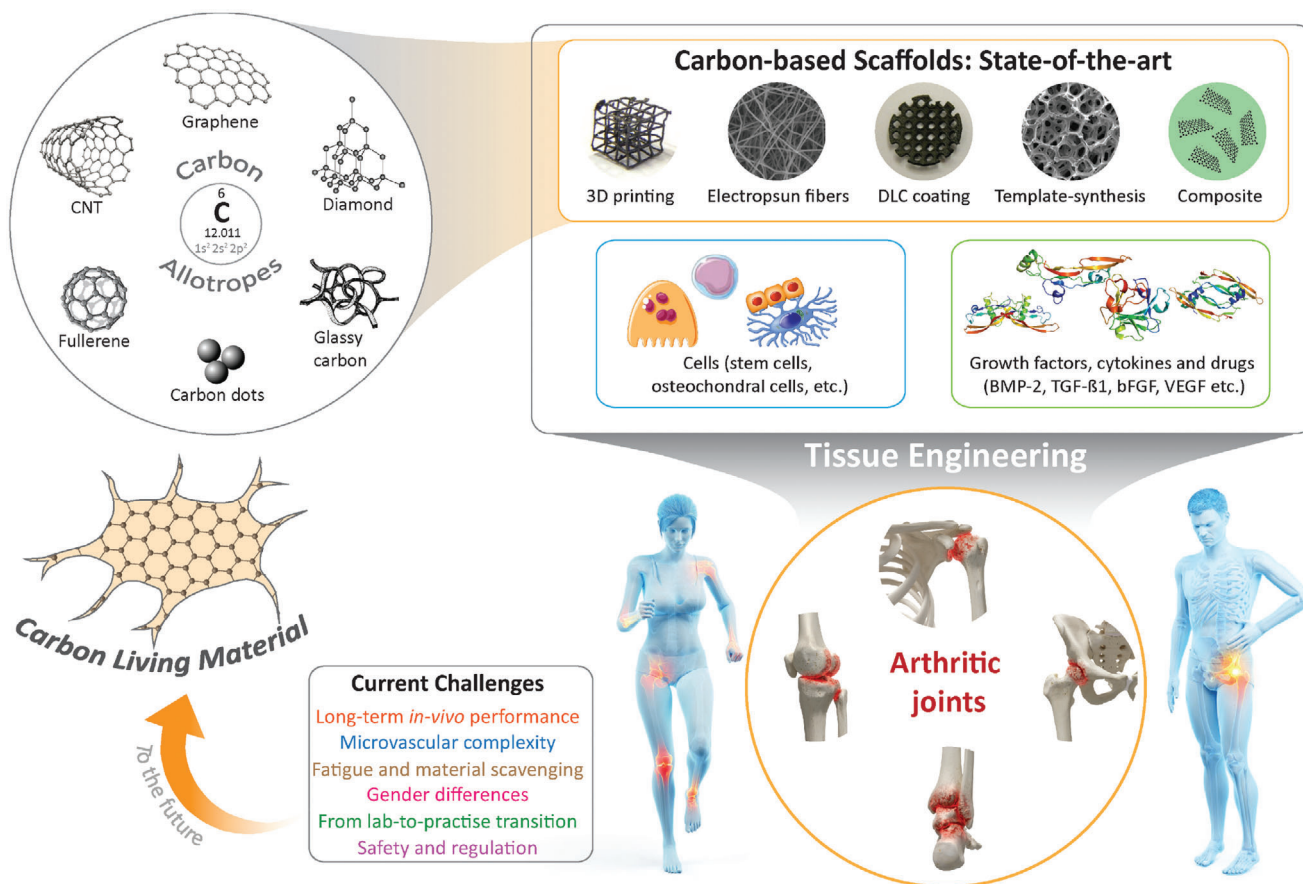 Graphene
Carbon
CNT
6
C
12.011
1s² 2s² 2p²
Diamond
Allotropes
Fullerene
Glassy
carbon
Carbon dots
Carbon-based Scaffolds: State-of-the-art
3D printing
Electropsun fibers
DLC coating
Template-synthesis
Composite
Cells (stem cells,
osteochondral cells, etc.)
Growth factors, cytokines and drugs
(BMP-2, TGF-ß1, bFGF, VEGF etc.)
Tissue Engineering
Arthritic
joints
Carbon Living Material
To the future
Current Challenges
Long-term in-vivo performance
Microvascular complexity
Fatigue and material scavenging
Gender differences
From lab-to-practise transition
Safety and regulation